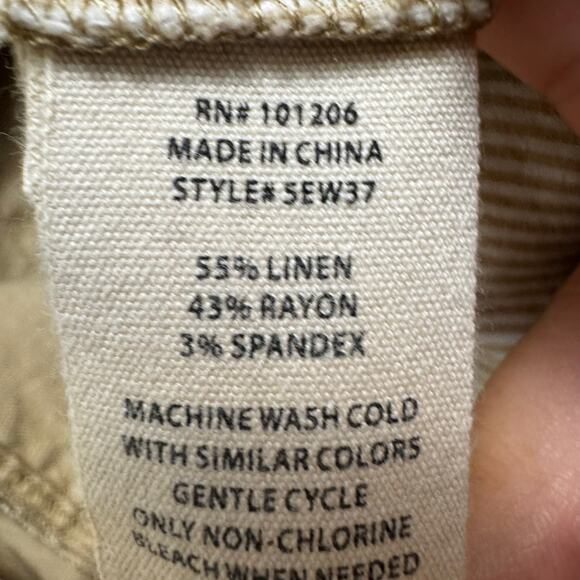 RN# 101206
MADE IN CHINA
STYLE# 5EW37
55% LINEN
43% RAYON
3% SPANDEX
MACHINE WASH COLD
WITH SIMILAR COLORS
GENTLE CYCLE
ONLY NON-CHLORINE
BLEACH WHEN NEEDED